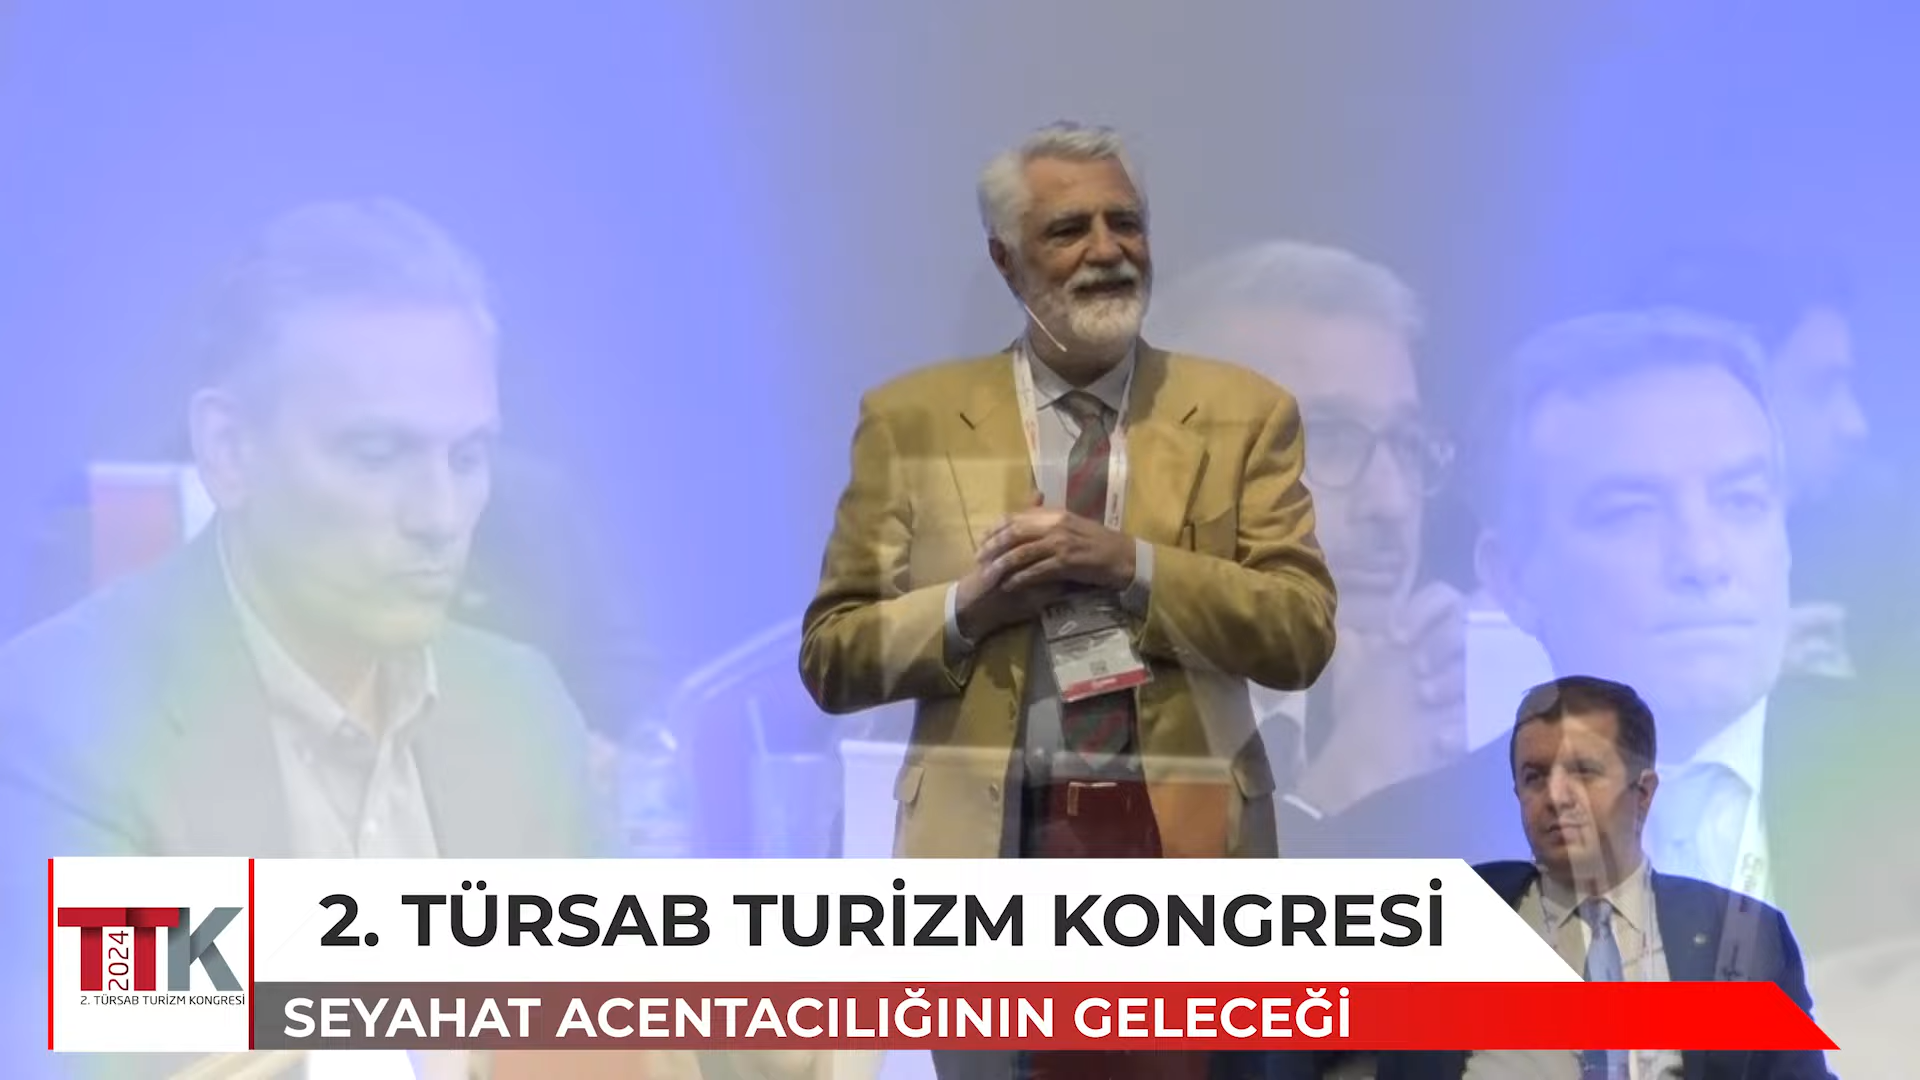 2. TÜRSAB TURİZM KONGRESİ
TTK
2024
2. TÜRSAB TURİZM KONGRESİ
SEYAHAT ACENTACILIĞININ GELECEĞİ